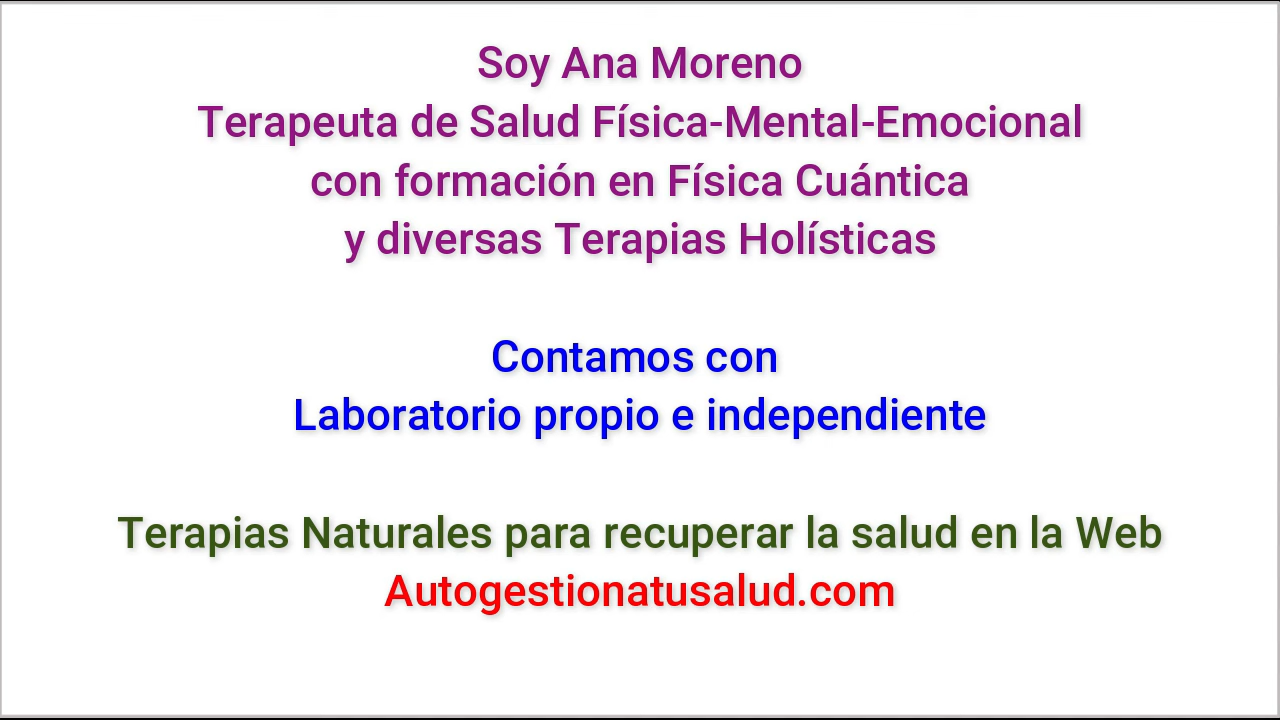 Soy Ana Moreno
Terapeuta de Salud Física-Mental-Emocional
con formación en Física Cuántica
y diversas Terapias Holísticas
Contamos con
Laboratorio propio e independiente
Terapias Naturales para recuperar la salud en la Web
Autogestionatusalud.com